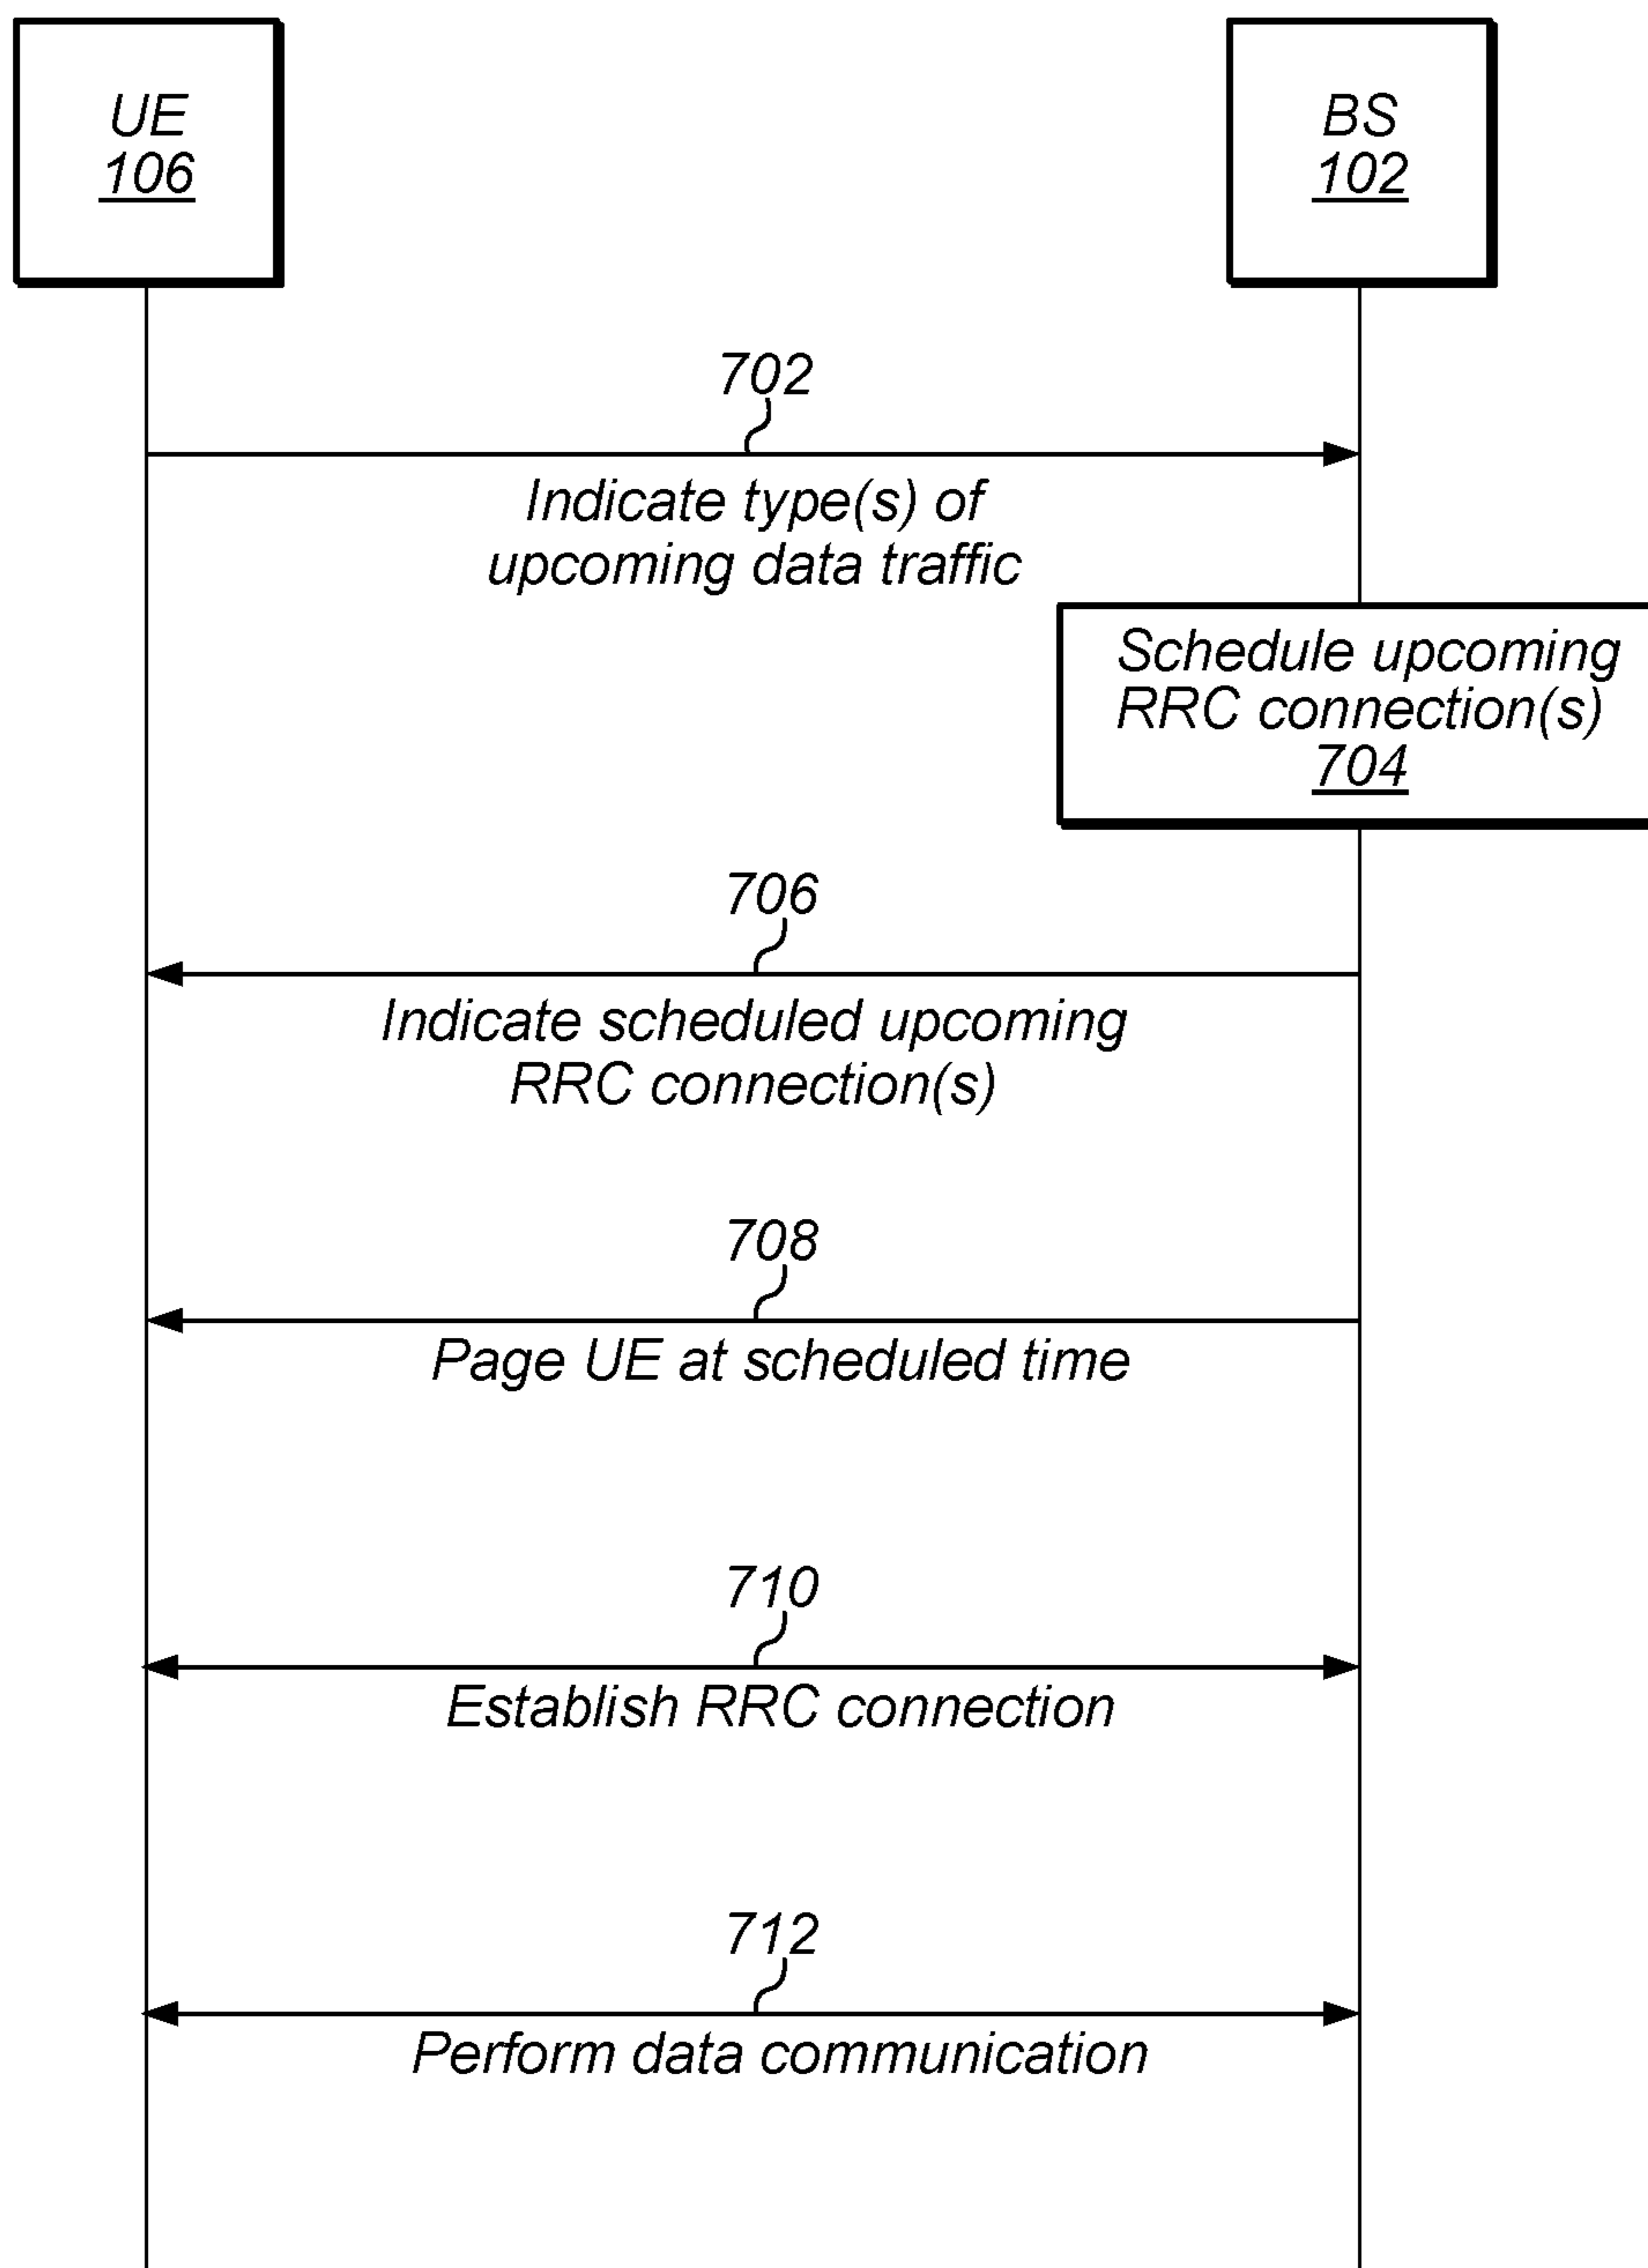 UE
106
BS
102
702
Indicate type(s) of
upcoming data traffic
Schedule upcoming
RRC connection(s)
704
706
Indicate scheduled upcoming
RRC connection(s)
708
Page UE at scheduled time
710
Establish RRC connection
712
Perform data communication